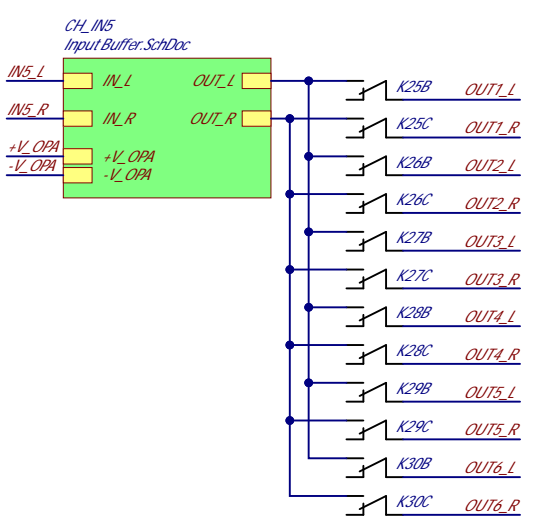 CH_IN5
Input Buffer.SchDoc
IN5_L IN_L OUT_L K25B OUT1_L
IN5_R IN_R OUT_R K25C OUT1_R
+V_OPA +V_OPA K26B OUT2_L
-V_OPA -V_OPA
K26C OUT2_R
K27B OUT3_L
K27C OUT3_R
K28B OUT4_L
K28C OUT4_R
K29B OUT5_L
K29C OUT5_R
K30B OUT6_L
K30C OUT6_R